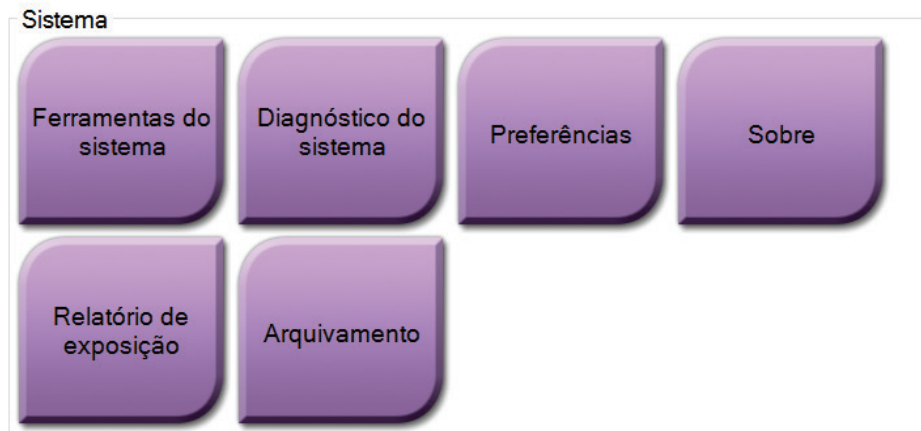 Sistema
Ferramentas do
sistema
Diagnóstico do
sistema
Preferências
Sobre
Relatório de
exposição
Arquivamento